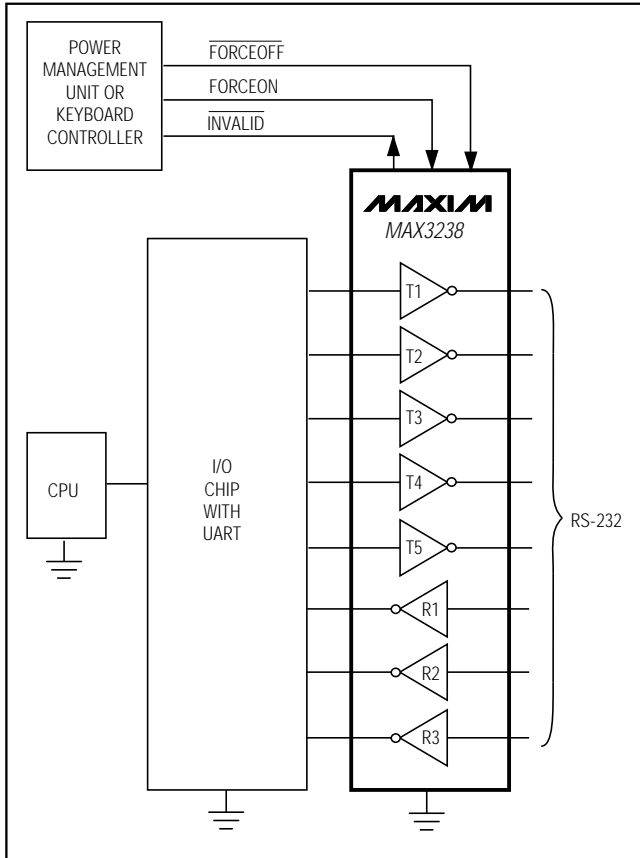 POWER
MANAGEMENT
UNIT OR
KEYBOARD
CONTROLLER
FORCEOFF
FORCEON
INVALID
MAXIM
MAX3238
T1
T2
T3
T4
T5
R1
R2
R3
CPU
I/O
CHIP
WITH
UART
RS-232